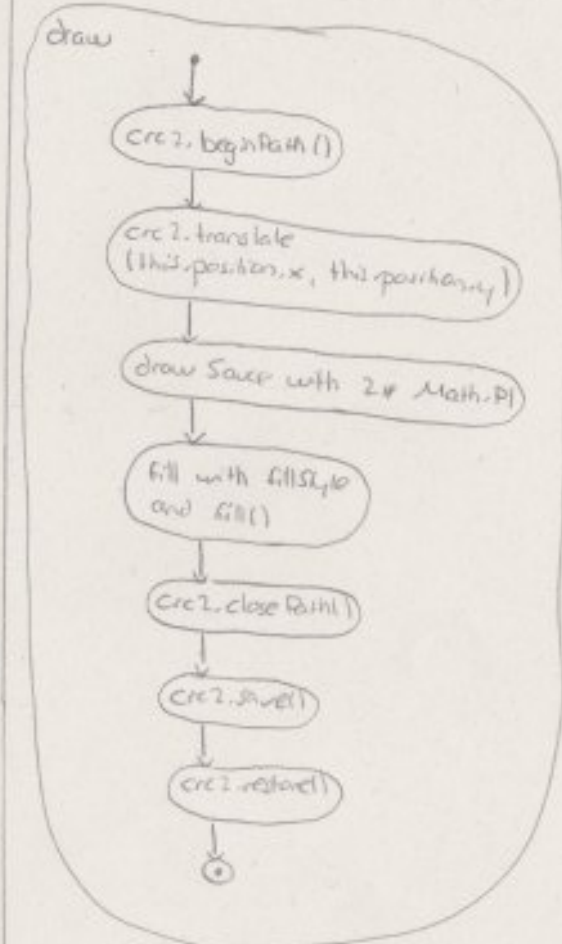 draw
crc2.beginPath()
crc2.translate
(this.position.x, this.position.y)
draw Sauce with 2* Math.PI
fill with fillStyle
and fill()
crc2.closePath()
crc2.save()
crc2.restore()